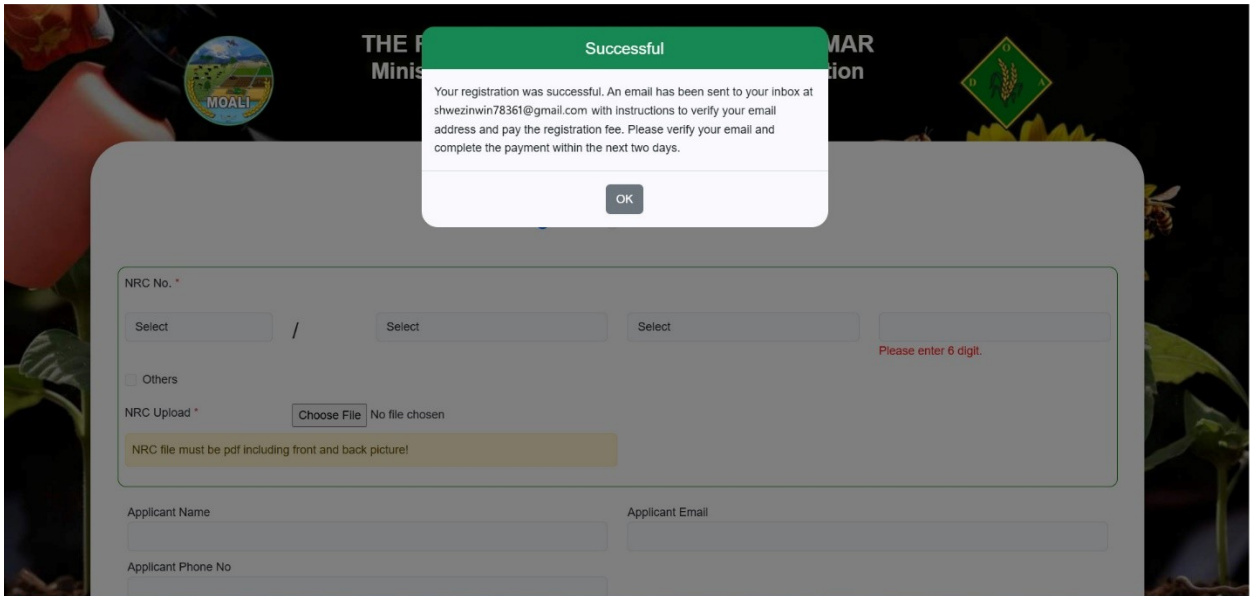 THE
MAR
Minis
tion
MOALI
D O A
Successful
Your registration was successful. An email has been sent to your inbox at
shwezinwin78361@gmail.com with instructions to verify your email
address and pay the registration fee. Please verify your email and
complete the payment within the next two days.
OK
NRC No. *
Select / Select Select
Please enter 6 digit.
Others
NRC Upload * Choose File No file chosen
NRC file must be pdf including front and back picture!
Applicant Name Applicant Email
Applicant Phone No